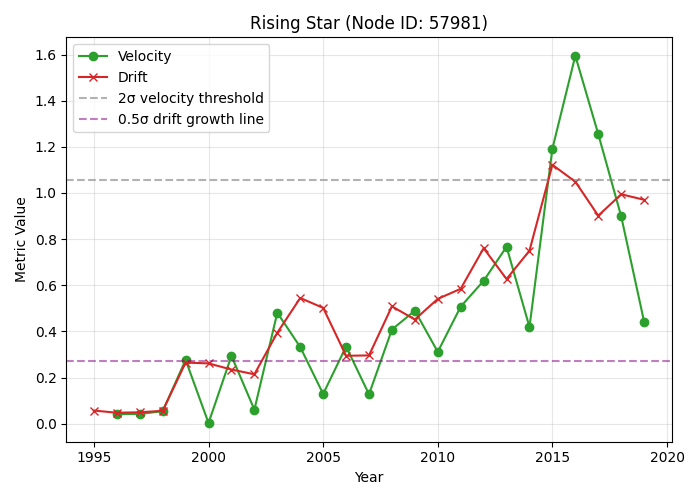 Rising Star (Node ID: 57981)
Velocity
Drift
2σ velocity threshold
0.5σ drift growth line
Metric Value
1.6
1.4
1.2
1.0
0.8
0.6
0.4
0.2
0.0
1995 2000 2005 2010 2015 2020
Year